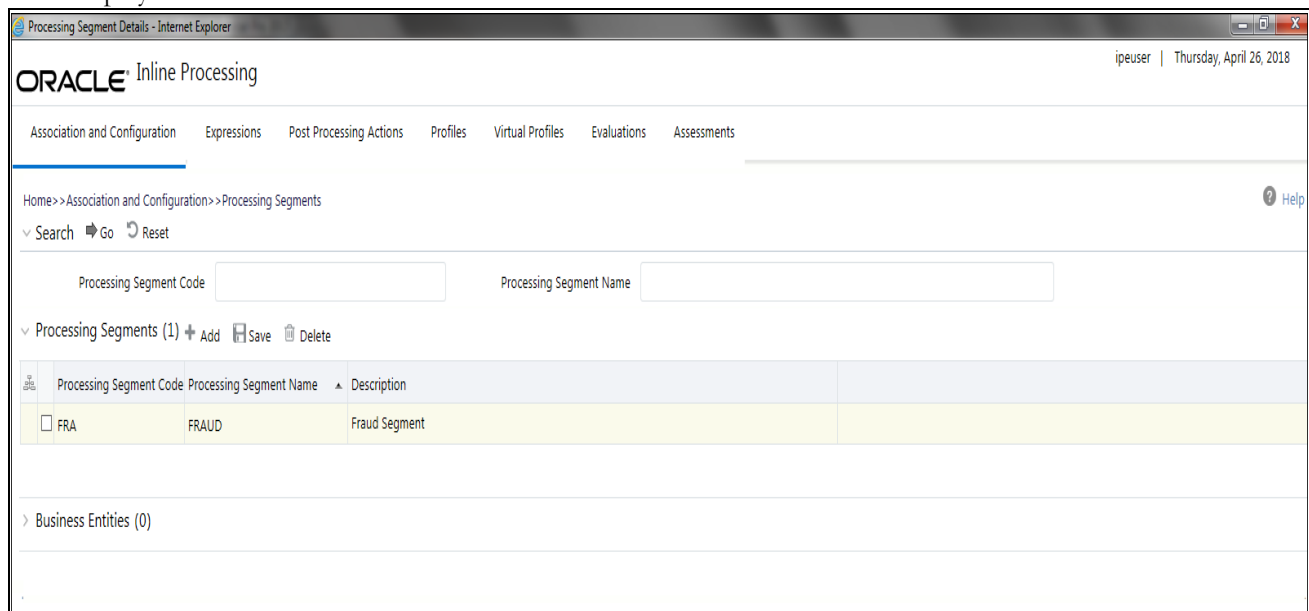 Processing Segment Details - Internet Explorer
ipeuser | Thursday, April 26, 2018
ORACLE® Inline Processing
Association and Configuration Expressions Post Processing Actions Profiles Virtual Profiles Evaluations Assessments
Home>>Association and Configuration>>Processing Segments
Help
Search Go Reset
Processing Segment Code Processing Segment Name
Processing Segments (1) Add Save Delete
Processing Segment Code Processing Segment Name Description
FRA FRAUD Fraud Segment
Business Entities (0)